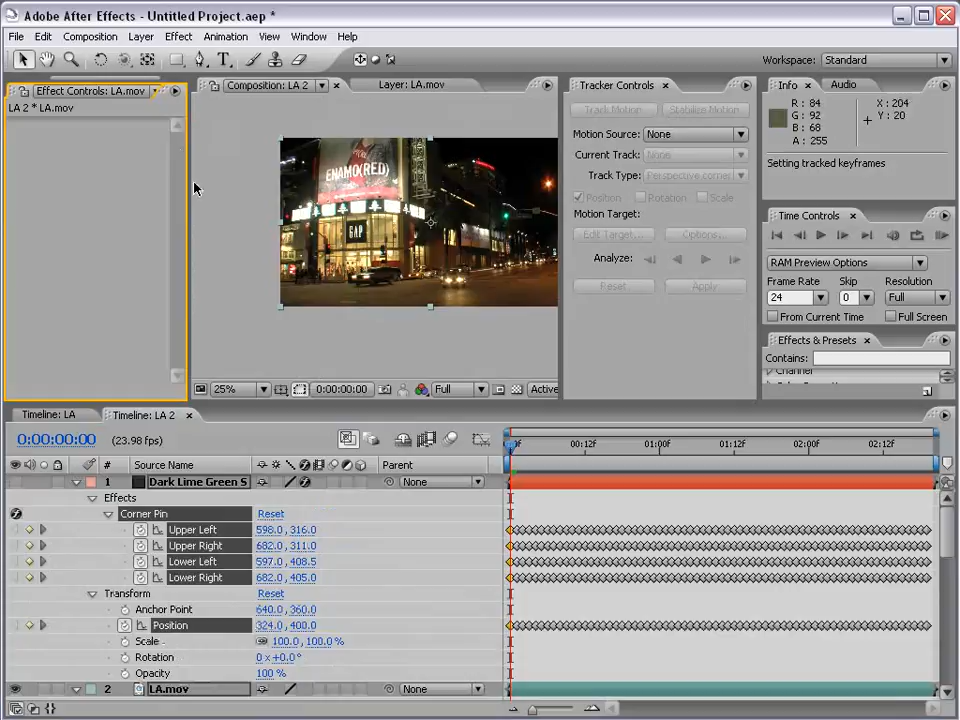 Adobe After Effects - Untitled Project.aep *
File Edit Composition Layer Effect Animation View Window Help
Workspace: Standard
Effect Controls: LA.mov
LA 2 * LA.mov
Composition: LA 2
Layer: LA.mov
ENAMO(RED)
GAP
25%
0:00:00:00
Full
Active
Tracker Controls
Track Motion
Stabilize Motion
Motion Source: None
Current Track: None
Track Type: Perspective corner
Position Rotation Scale
Motion Target:
Edit Target... Options...
Analyze:
Reset Apply
Info Audio
R : 84
G : 92
B : 68
A : 255
X : 204
Y : 20
Setting tracked keyframes
Time Controls
RAM Preview Options
Frame Rate Skip Resolution
24 0 Full
From Current Time Full Screen
Effects & Presets
Contains:
Channel
Timeline: LA
Timeline: LA 2
0:00:00:00 (23.98 fps)
00:12f 01:00f 01:12f 02:00f 02:12f
# Source Name Parent
1 Dark Lime Green S None
Effects
Corner Pin Reset
Upper Left 598.0, 316.0
Upper Right 682.0, 311.0
Lower Left 597.0, 408.5
Lower Right 682.0, 405.0
Transform Reset
Anchor Point 640.0, 360.0
Position 324.0, 400.0
Scale 100.0, 100.0 %
Rotation 0 x +0.0 °
Opacity 100 %
2 LA.mov None